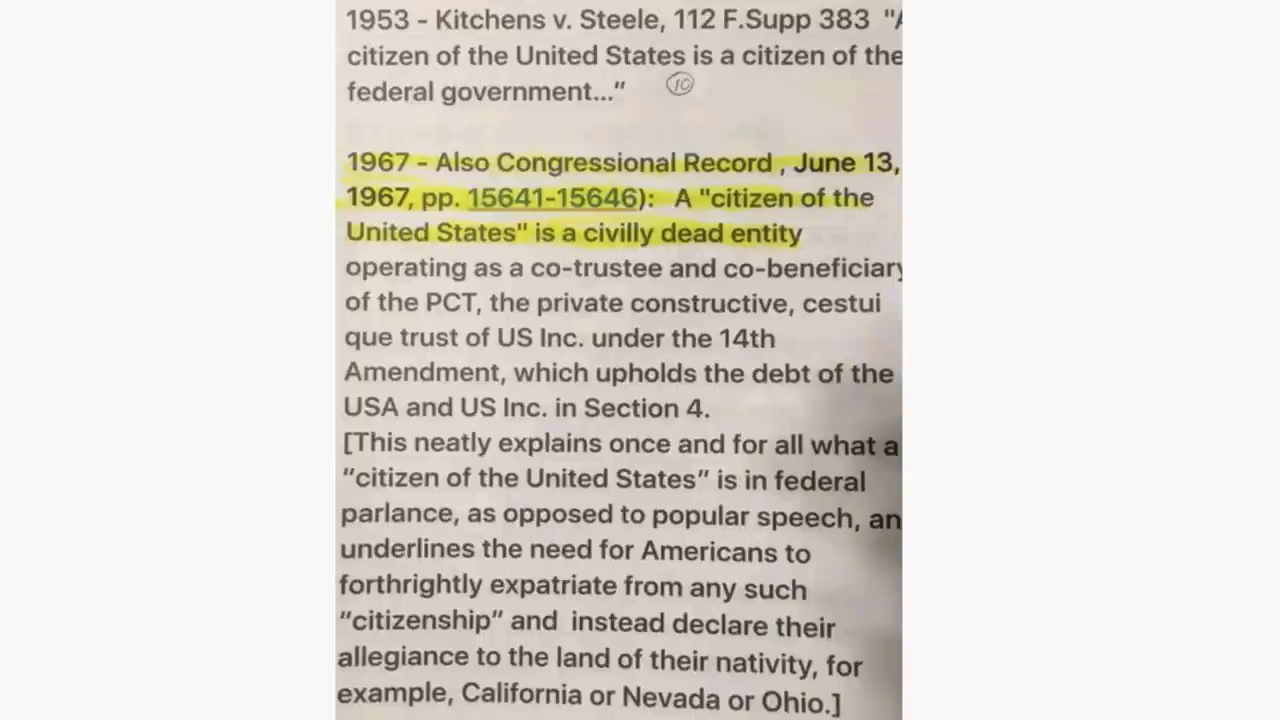 1953 - Kitchens v. Steele, 112 F.Supp 383 "A
citizen of the United States is a citizen of the
federal government..." 10
1967 - Also Congressional Record , June 13,
1967, pp. 15641-15646): A "citizen of the
United States" is a civilly dead entity
operating as a co-trustee and co-beneficiary
of the PCT, the private constructive, cestui
que trust of US Inc. under the 14th
Amendment, which upholds the debt of the
USA and US Inc. in Section 4.
[This neatly explains once and for all what a
"citizen of the United States" is in federal
parlance, as opposed to popular speech, an
underlines the need for Americans to
forthrightly expatriate from any such
"citizenship" and instead declare their
allegiance to the land of their nativity, for
example, California or Nevada or Ohio.]